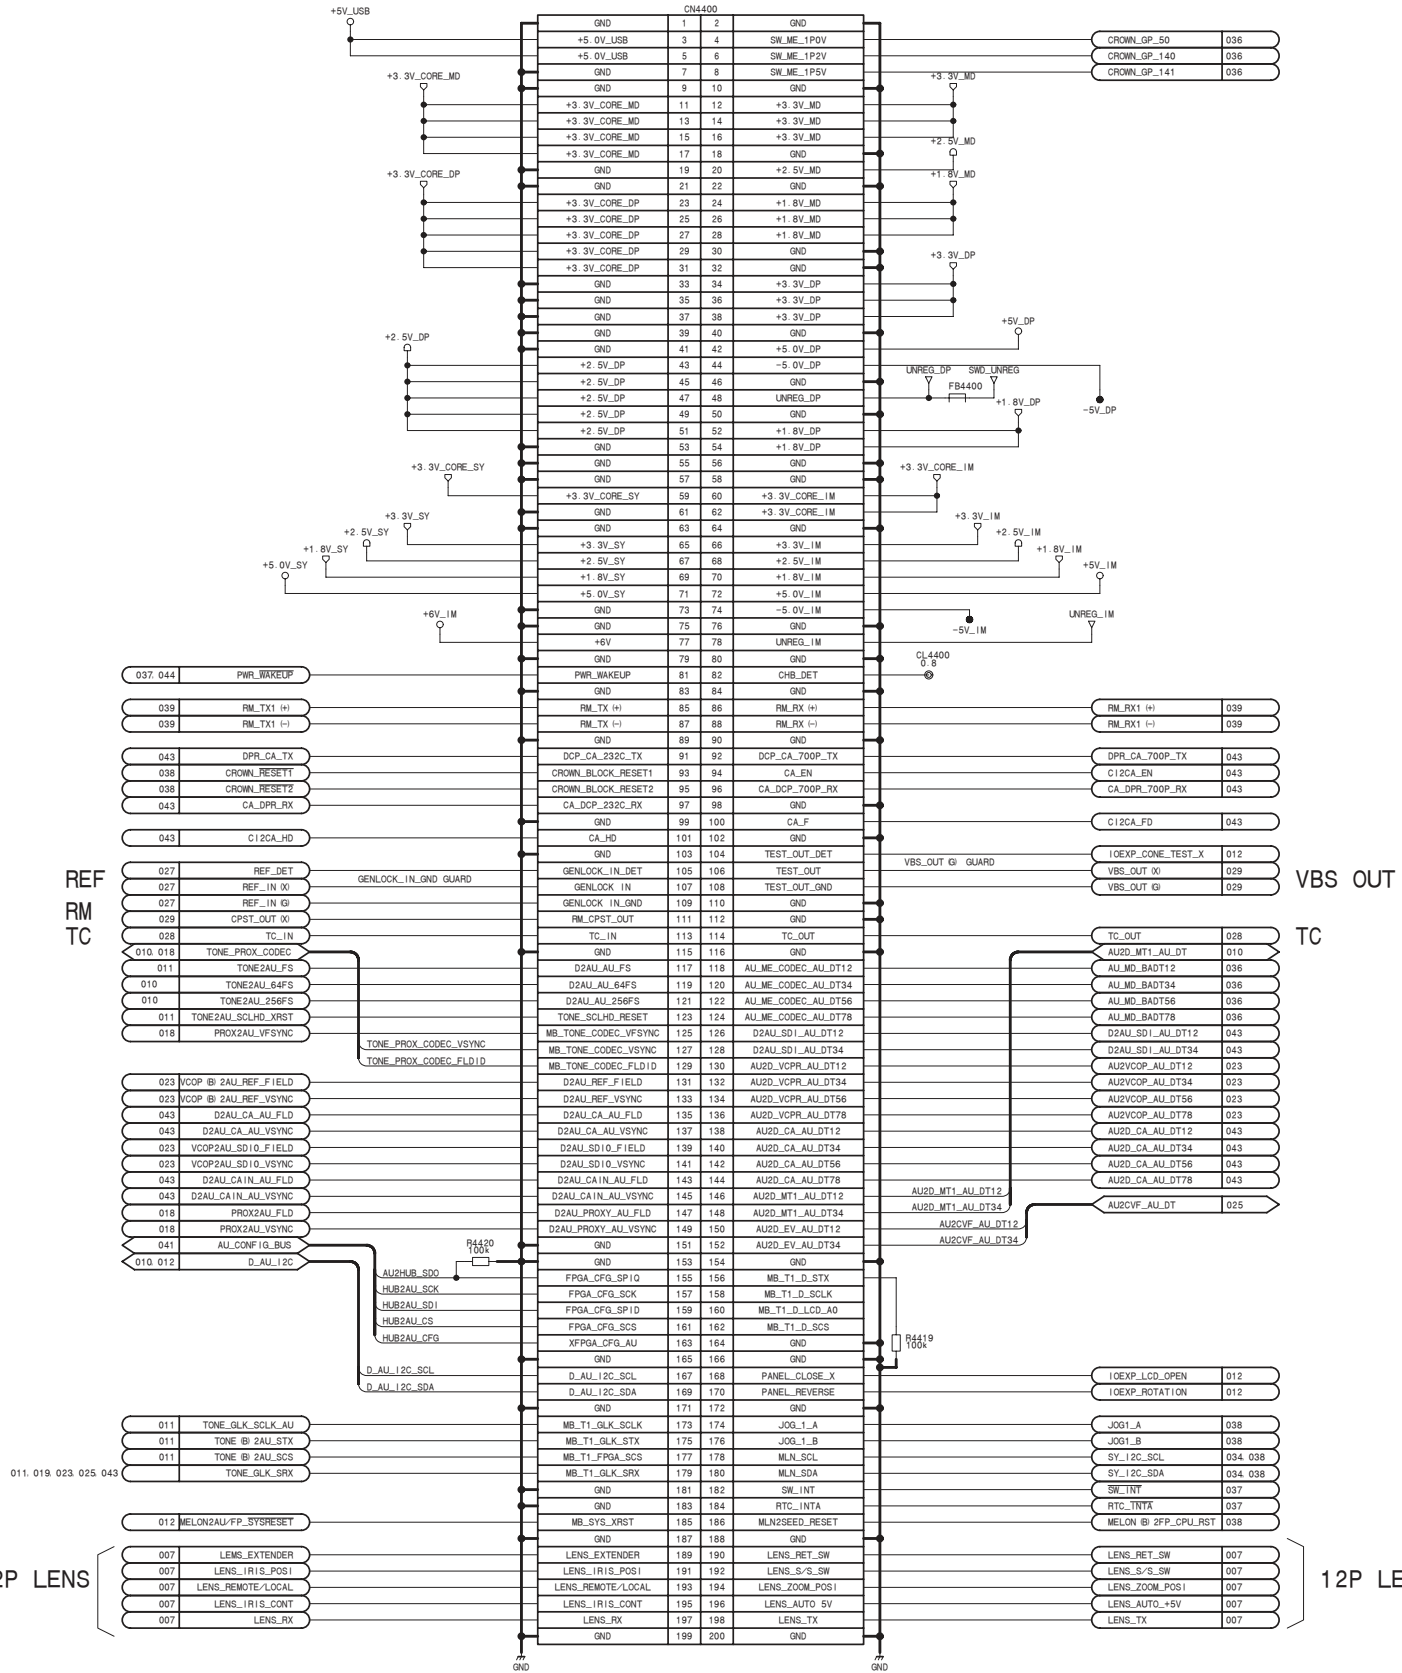 CN4400
+5V_USB
GND 1 2 GND
+5.0V_USB 3 4 SW_ME_1P0V CROWN_GP_50 036
+5.0V_USB 5 6 SW_ME_1P2V CROWN_GP_140 036
GND 7 8 SW_ME_1P5V CROWN_GP_141 036
+3.3V_CORE_MD +3.3V_MD
GND 9 10 GND
+3.3V_CORE_MD 11 12 +3.3V_MD
+3.3V_CORE_MD 13 14 +3.3V_MD
+3.3V_CORE_MD 15 16 +3.3V_MD
+2.5V_MD
+3.3V_CORE_MD 17 18 GND
GND 19 20 +2.5V_MD
+3.3V_CORE_DP +1.8V_MD
GND 21 22 GND
+3.3V_CORE_DP 23 24 +1.8V_MD
+3.3V_CORE_DP 25 26 +1.8V_MD
+3.3V_CORE_DP 27 28 +1.8V_MD
+3.3V_CORE_DP 29 30 GND
+3.3V_DP
+3.3V_CORE_DP 31 32 GND
GND 33 34 +3.3V_DP
GND 35 36 +3.3V_DP
GND 37 38 +3.3V_DP
+5V_DP
GND 39 40 GND
+2.5V_DP
GND 41 42 +5.0V_DP
+2.5V_DP 43 44 -5.0V_DP
UNREG_DP SWD_UNREG
+2.5V_DP 45 46 GND
FB4400
+2.5V_DP 47 48 UNREG_DP
+1.8V_DP -5V_DP
+2.5V_DP 49 50 GND
+2.5V_DP 51 52 +1.8V_DP
GND 53 54 +1.8V_DP
GND 55 56 GND
+3.3V_CORE_SY +3.3V_CORE_IM
GND 57 58 GND
+3.3V_CORE_SY 59 60 +3.3V_CORE_IM
GND 61 62 +3.3V_CORE_IM
+3.3V_SY +3.3V_IM
GND 63 64 GND
+2.5V_SY +2.5V_IM
+3.3V_SY 65 66 +3.3V_IM
+1.8V_SY +1.8V_IM
+2.5V_SY 67 68 +2.5V_IM
+5.0V_SY +5V_IM
+1.8V_SY 69 70 +1.8V_IM
+5.0V_SY 71 72 +5.0V_IM
GND 73 74 -5.0V_IM
+6V_IM UNREG_IM
GND 75 76 GND
-5V_IM
+6V 77 78 UNREG_IM
GND 79 80 GND
CL4400
0.8
037. 044 PWR_WAKEUP PWR_WAKEUP 81 82 CHB_DET
GND 83 84 GND
039 RM_TX1 (+) RM_TX (+) 85 86 RM_RX (+) RM_RX1 (+) 039
039 RM_TX1 (-) RM_TX (-) 87 88 RM_RX (-) RM_RX1 (-) 039
GND 89 90 GND
043 DPR_CA_TX DCP_CA_232C_TX 91 92 DCP_CA_700P_TX DPR_CA_700P_TX 043
038 CROWN_RESET1 CROWN_BLOCK_RESET1 93 94 CA_EN CI2CA_EN 043
038 CROWN_RESET2 CROWN_BLOCK_RESET2 95 96 CA_DCP_700P_RX CA_DPR_700P_RX 043
043 CA_DPR_RX CA_DCP_232C_RX 97 98 GND
GND 99 100 CA_F CI2CA_FD 043
043 CI2CA_HD CA_HD 101 102 GND
GND 103 104 TEST_OUT_DET IOEXP_CONE_TEST_X 012
VBS_OUT (G) GUARD
REF 027 REF_DET GENLOCK_IN_DET 105 106 TEST_OUT VBS_OUT (X) 029 VBS OUT
GENLOCK_IN_GND GUARD
027 REF_IN (X) GENLOCK IN 107 108 TEST_OUT_GND VBS_OUT (G) 029
027 REF_IN (G) GENLOCK IN_GND 109 110 GND
RM 029 CPST_OUT (X) RM_CPST_OUT 111 112 GND
TC 028 TC_IN TC_IN 113 114 TC_OUT TC_OUT 028 TC
010. 018 TONE_PROX_CODEC GND 115 116 GND AU2D_MT1_AU_DT 010
011 TONE2AU_FS D2AU_AU_FS 117 118 AU_ME_CODEC_AU_DT12 AU_MD_BADT12 036
010 TONE2AU_64FS D2AU_AU_64FS 119 120 AU_ME_CODEC_AU_DT34 AU_MD_BADT34 036
010 TONE2AU_256FS D2AU_AU_256FS 121 122 AU_ME_CODEC_AU_DT56 AU_MD_BADT56 036
011 TONE2AU_SCLHD_XRST TONE_SCLHD_RESET 123 124 AU_ME_CODEC_AU_DT78 AU_MD_BADT78 036
018 PROX2AU_VFSYNC MB_TONE_CODEC_VFSYNC 125 126 D2AU_SDI_AU_DT12 D2AU_SDI_AU_DT12 043
TONE_PROX_CODEC_VSYNC MB_TONE_CODEC_VSYNC 127 128 D2AU_SDI_AU_DT34 D2AU_SDI_AU_DT34 043
TONE_PROX_CODEC_FLDID MB_TONE_CODEC_FLDID 129 130 AU2D_VCPR_AU_DT12 AU2VCOP_AU_DT12 023
023 VCOP (B) 2AU_REF_FIELD D2AU_REF_FIELD 131 132 AU2D_VCPR_AU_DT34 AU2VCOP_AU_DT34 023
023 VCOP (B) 2AU_REF_VSYNC D2AU_REF_VSYNC 133 134 AU2D_VCPR_AU_DT56 AU2VCOP_AU_DT56 023
043 D2AU_CA_AU_FLD D2AU_CA_AU_FLD 135 136 AU2D_VCPR_AU_DT78 AU2VCOP_AU_DT78 023
043 D2AU_CA_AU_VSYNC D2AU_CA_AU_VSYNC 137 138 AU2D_CA_AU_DT12 AU2D_CA_AU_DT12 043
023 VCOP2AU_SDI0_FIELD D2AU_SDI0_FIELD 139 140 AU2D_CA_AU_DT34 AU2D_CA_AU_DT34 043
023 VCOP2AU_SDI0_VSYNC D2AU_SDI0_VSYNC 141 142 AU2D_CA_AU_DT56 AU2D_CA_AU_DT56 043
043 D2AU_CAIN_AU_FLD D2AU_CAIN_AU_FLD 143 144 AU2D_CA_AU_DT78 AU2D_CA_AU_DT78 043
043 D2AU_CAIN_AU_VSYNC D2AU_CAIN_AU_VSYNC 145 146 AU2D_MT1_AU_DT12 AU2D_MT1_AU_DT12
018 PROX2AU_FLD D2AU_PROXY_AU_FLD 147 148 AU2D_MT1_AU_DT34 AU2D_MT1_AU_DT34 AU2CVF_AU_DT 025
018 PROX2AU_VSYNC D2AU_PROXY_AU_VSYNC 149 150 AU2D_EV_AU_DT12 AU2CVF_AU_DT12
041 AU_CONFIG_BUS R4420 GND 151 152 AU2D_EV_AU_DT34 AU2CVF_AU_DT34
100k
010. 012 D_AU_I2C GND 153 154 GND
AU2HUB_SDO FPGA_CFG_SPIQ 155 156 MB_T1_D_STX
HUB2AU_SCK FPGA_CFG_SCK 157 158 MB_T1_D_SCLK
HUB2AU_SDI FPGA_CFG_SPID 159 160 MB_T1_D_LCD_A0
HUB2AU_CS FPGA_CFG_SCS 161 162 MB_T1_D_SCS
HUB2AU_CFG XFPGA_CFG_AU 163 164 GND R4419
100k
GND 165 166 GND
D_AU_I2C_SCL D_AU_I2C_SCL 167 168 PANEL_CLOSE_X IOEXP_LCD_OPEN 012
D_AU_I2C_SDA D_AU_I2C_SDA 169 170 PANEL_REVERSE IOEXP_ROTATION 012
GND 171 172 GND
011 TONE_GLK_SCLK_AU MB_T1_GLK_SCLK 173 174 JOG_1_A JOG1_A 038
011 TONE (B) 2AU_STX MB_T1_GLK_STX 175 176 JOG_1_B JOG1_B 038
011 TONE (B) 2AU_SCS MB_T1_FPGA_SCS 177 178 MLN_SCL SY_I2C_SCL 034. 038
011. 019. 023. 025. 043 TONE_GLK_SRX MB_T1_GLK_SRX 179 180 MLN_SDA SY_I2C_SDA 034. 038
GND 181 182 SW_INT SW_INT 037
GND 183 184 RTC_INTA RTC_INTA 037
012 MELON2AU/FP_SYSRESET MB_SYS_XRST 185 186 MLN2SEED_RESET MELON (B) 2FP_CPU_RST 038
GND 187 188 GND
007 LEMS_EXTENDER LENS_EXTENDER 189 190 LENS_RET_SW LENS_RET_SW 007
007 LENS_IRIS_POSI LENS_IRIS_POSI 191 192 LENS_S/S_SW LENS_S/S_SW 007
2P LENS 007 LENS_REMOTE/LOCAL LENS_REMOTE/LOCAL 193 194 LENS_ZOOM_POSI LENS_ZOOM_POSI 007 12P LE
007 LENS_IRIS_CONT LENS_IRIS_CONT 195 196 LENS_AUTO 5V LENS_AUTO_+5V 007
007 LENS_RX LENS_RX 197 198 LENS_TX LENS_TX 007
GND 199 200 GND
GND GND